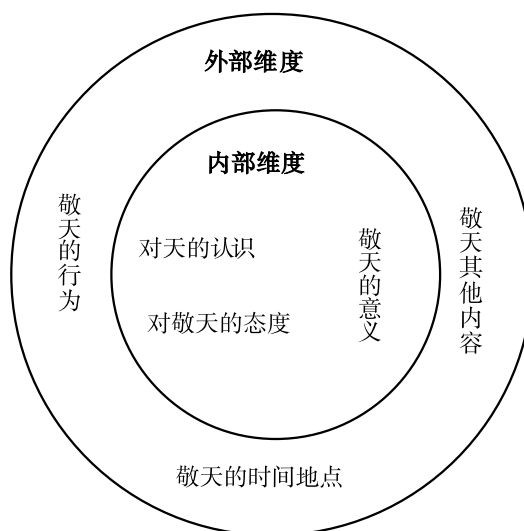 外部维度
内部维度
敬天的行为
对天的认识
对敬天的态度
敬天的意义
敬天其他内容
敬天的时间地点